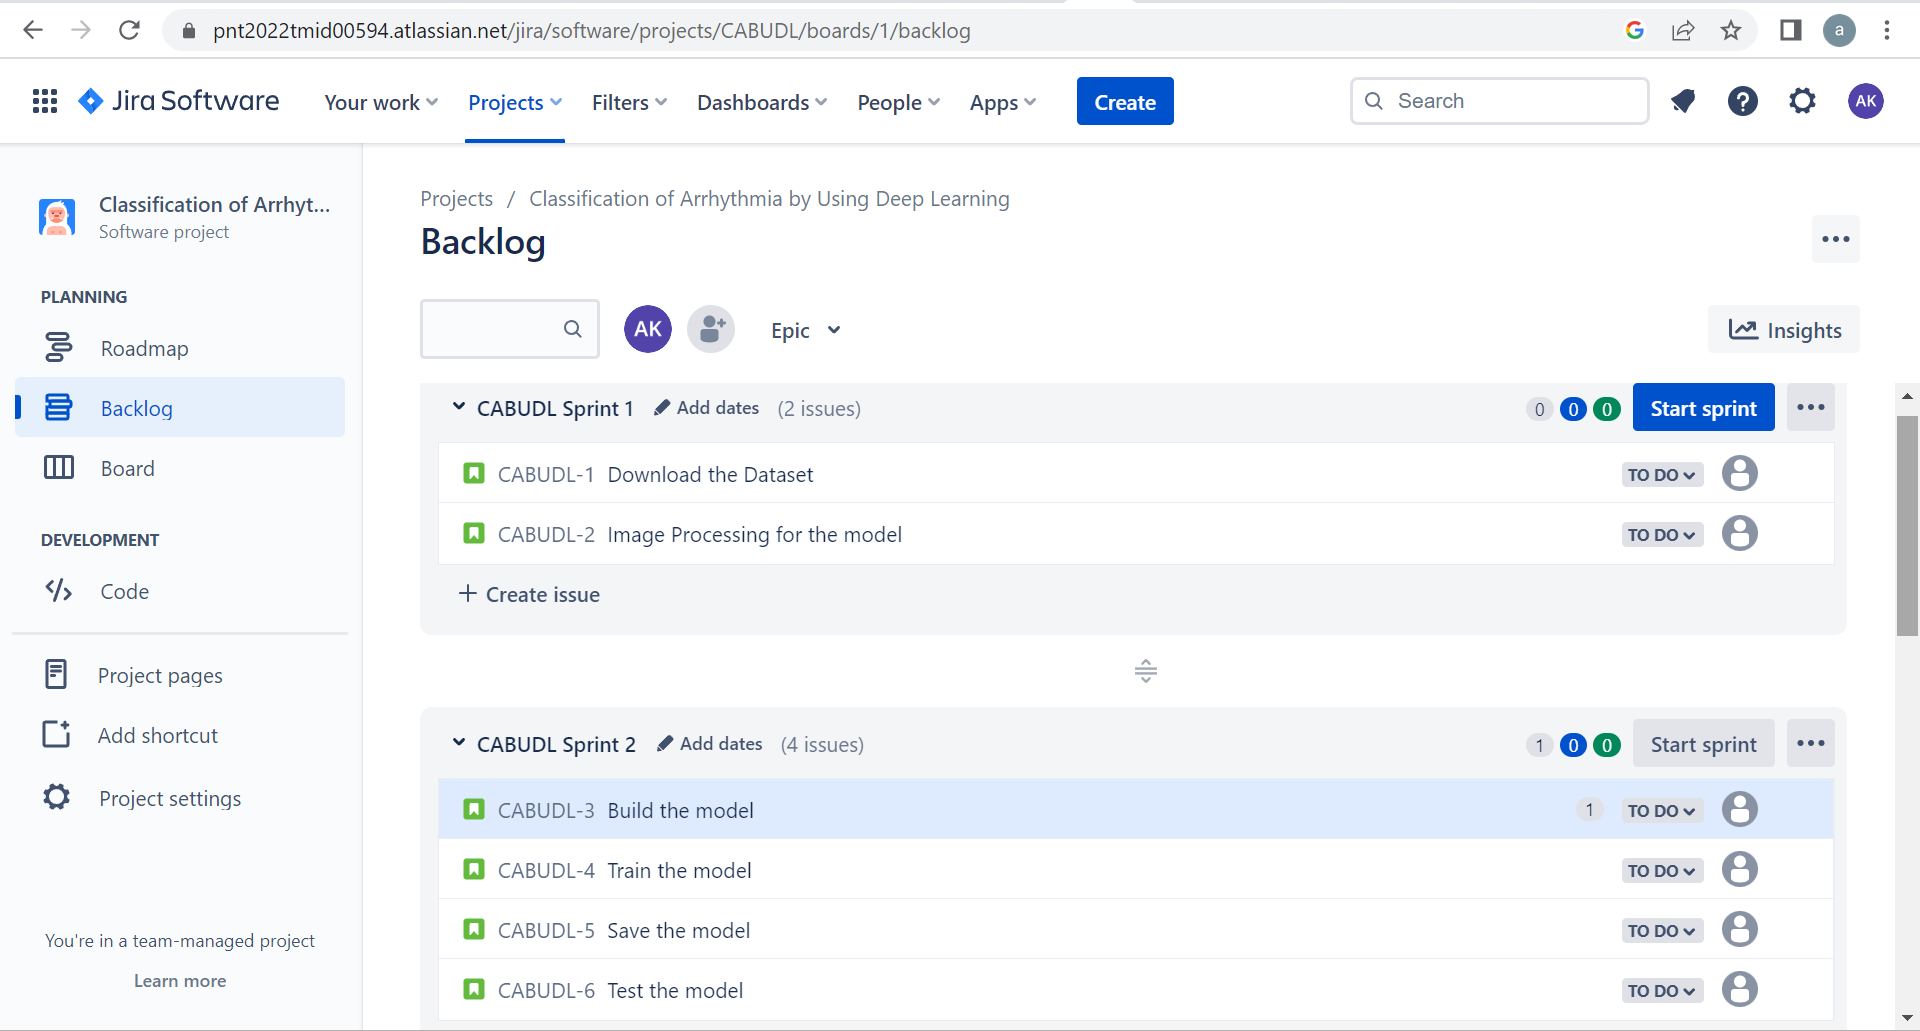 pnt2022tmid00594.atlassian.net/jira/software/projects/CABUDL/boards/1/backlog
a
Jira Software
Your work
Projects
Filters
Dashboards
People
Apps
Create
Search
AK
Classification of Arrhyt...
Software project
PLANNING
Roadmap
Backlog
Board
DEVELOPMENT
Code
Project pages
Add shortcut
Project settings
You're in a team-managed project
Learn more
Projects / Classification of Arrhythmia by Using Deep Learning
Backlog
AK
Epic
Insights
CABUDL Sprint 1 Add dates (2 issues) 0 0 0 Start sprint
CABUDL-1 Download the Dataset TO DO
CABUDL-2 Image Processing for the model TO DO
+ Create issue
CABUDL Sprint 2 Add dates (4 issues) 1 0 0 Start sprint
CABUDL-3 Build the model 1 TO DO
CABUDL-4 Train the model TO DO
CABUDL-5 Save the model TO DO
CABUDL-6 Test the model TO DO